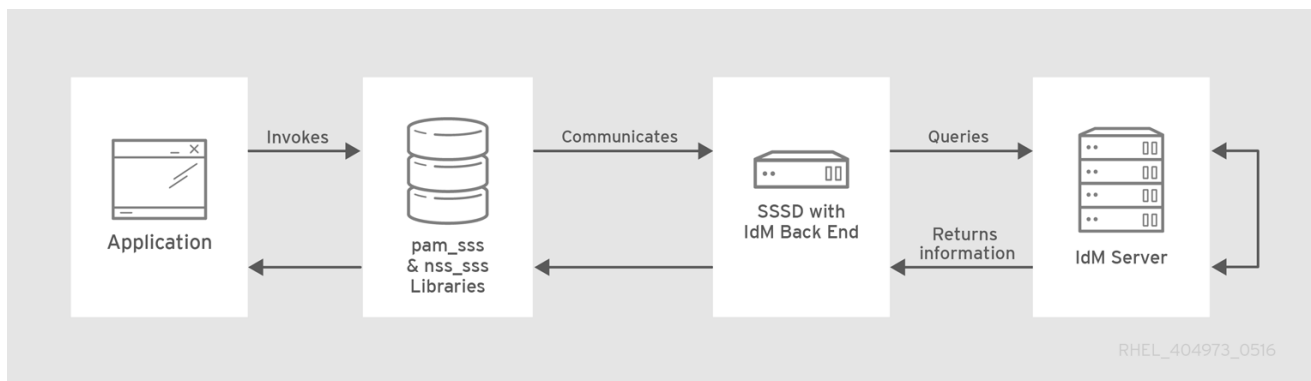 Invokes
Communicates
Queries
Application
pam_sss
& nss_sss
Libraries
SSSD with
IdM Back End
Returns
information
IdM Server
RHEL_404973_0516